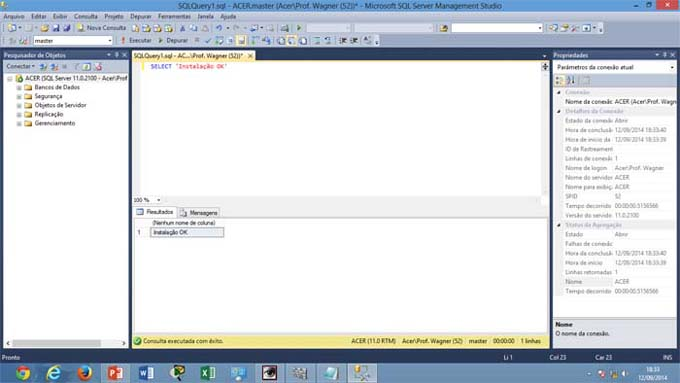 SQLQuery1.sql - ACER.master (Acer\Prof. Wagner (52))* - Microsoft SQL Server Management Studio
Arquivo Editar Exibir Consulta Projeto Depurar Ferramentas Janela Ajuda
Nova Consulta
master Executar Depurar
Pesquisador de Objetos
Conectar
ACER (SQL Server 11.0.2100 - Acer\Prof
Bancos de Dados
Segurança
Objetos de Servidor
Replicação
Gerenciamento
SQLQuery1.sql - AC...\Prof. Wagner (52))*
SELECT 'Instalação OK'
100 %
Resultados Mensagens
(Nenhum nome de coluna)
1 Instalação OK
Consulta executada com êxito. ACER (11.0 RTM) Acer\Prof. Wagner (52) master 00:00:00 1 linhas
Propriedades
Parâmetros da conexão atual
Conexão
Nome da conexão ACER (Acer\Prof. Wagn
Detalhes da Conexão
Estado da conexã Abrir
Hora de conclusã 12/09/2014 18:33:40
Hora de início da 12/09/2014 18:33:39
ID de Rastreament
Linhas de conexão 1
Nome de logon Acer\Prof. Wagner
Nome do servidor ACER
Nome para exibiç ACER
SPID 52
Tempo decorrido 00:00:00.5156566
Versão do servido 11.0.2100
Status da Agregação
Estado Abrir
Falhas de conexão
Hora de conclusão 12/09/2014 18:33:40
Hora de início 12/09/2014 18:33:39
Linhas retornadas 1
Nome ACER
Tempo decorrido 00:00:00.5156566
Nome
O nome da conexão.
Pronto Li 1 Col 23 Car 23 INS
18:33
12/09/2014